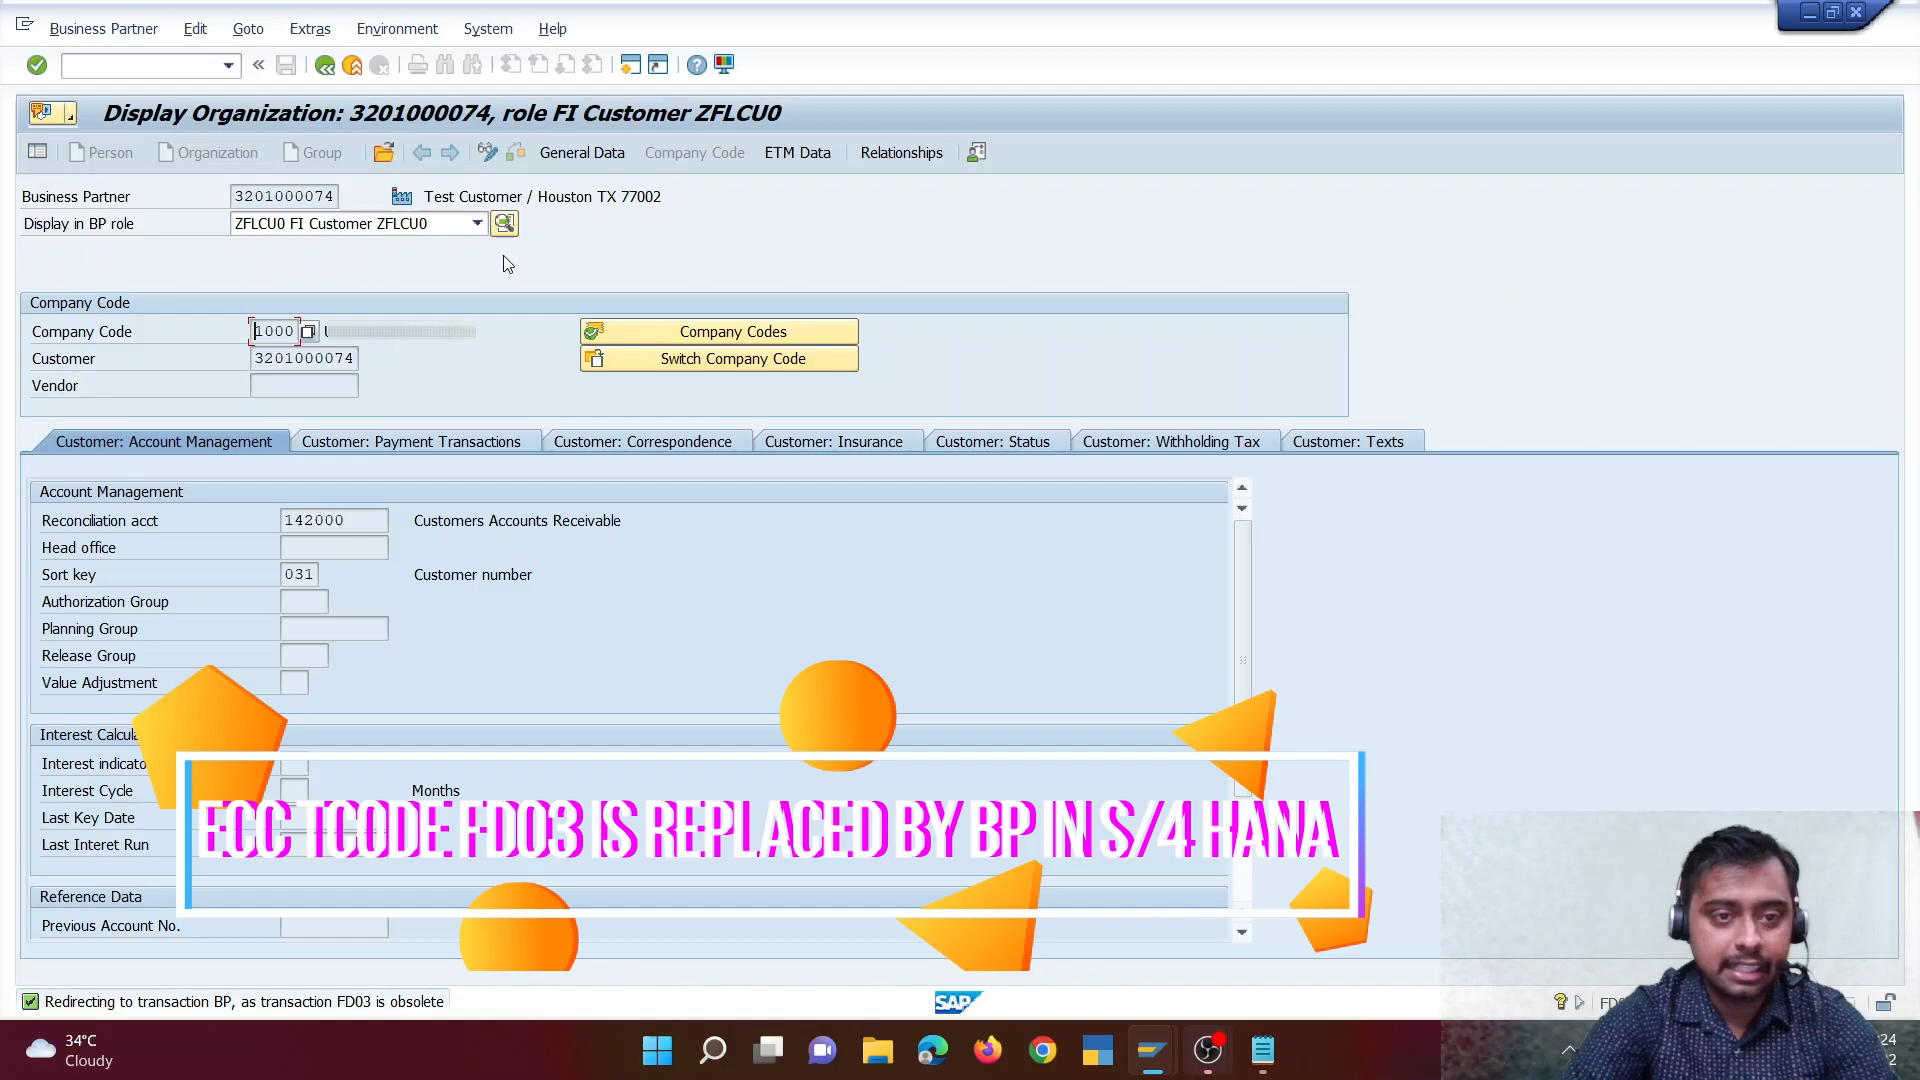 Business Partner Edit Goto Extras Environment System Help
Display Organization: 3201000074, role FI Customer ZFLCU0
Person Organization Group General Data Company Code ETM Data Relationships
Business Partner 3201000074 Test Customer / Houston TX 77002
Display in BP role ZFLCU0 FI Customer ZFLCU0
Company Code
Company Code 1000 Company Codes
Customer 3201000074 Switch Company Code
Vendor
Customer: Account Management Customer: Payment Transactions Customer: Correspondence Customer: Insurance Customer: Status Customer: Withholding Tax Customer: Texts
Account Management
Reconciliation acct 142000 Customers Accounts Receivable
Head office
Sort key 031 Customer number
Authorization Group
Planning Group
Release Group
Value Adjustment
Interest Calcula
Interest indicato
Interest Cycle Months
Last Key Date
Last Interet Run
ECC TCODE FD03 IS REPLACED BY BP IN S/4 HANA
Reference Data
Previous Account No.
Redirecting to transaction BP, as transaction FD03 is obsolete SAP
34°C
Cloudy